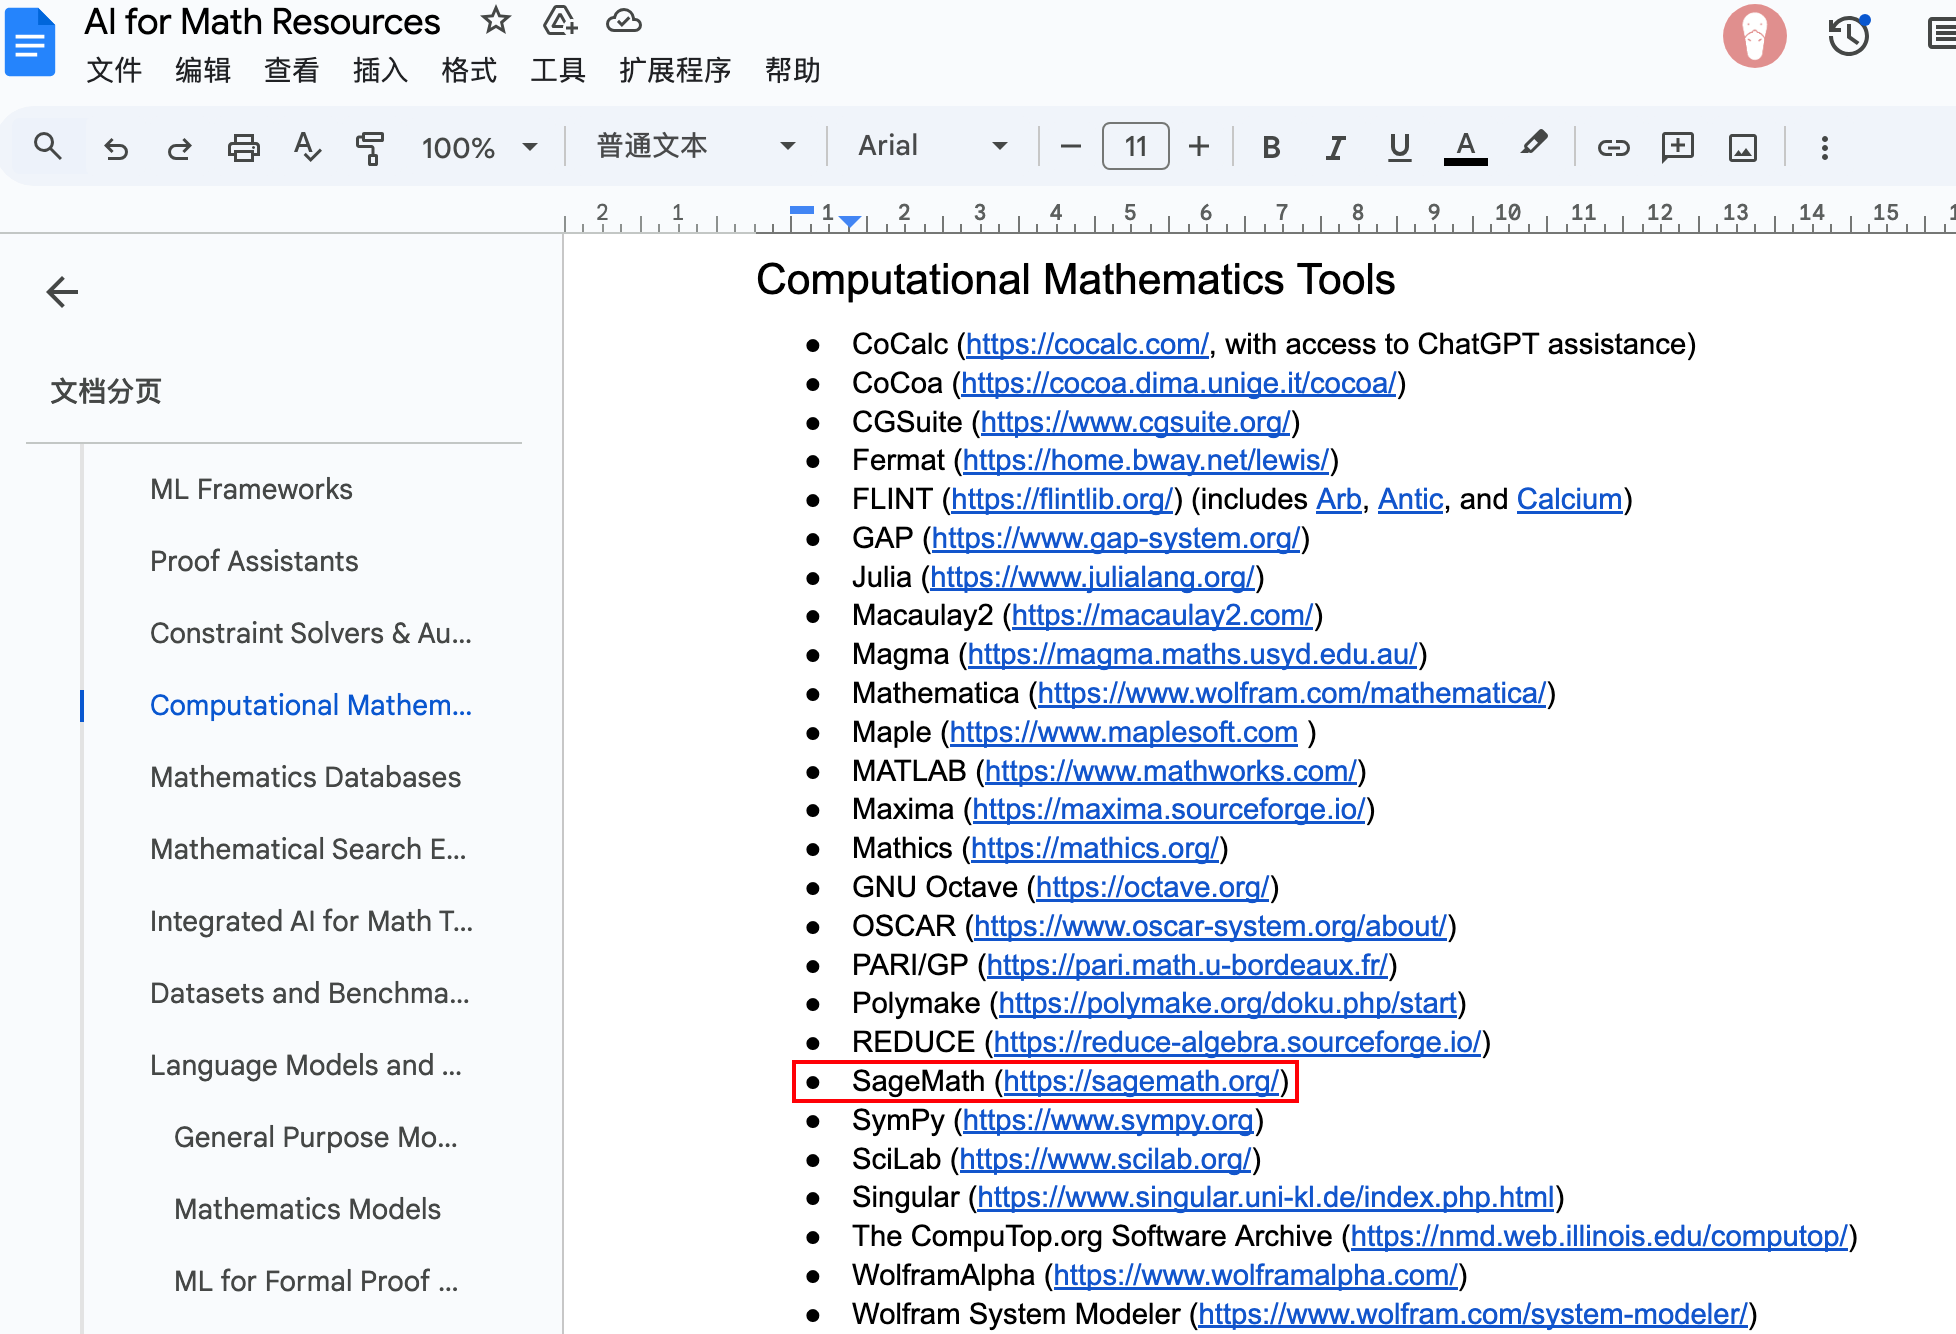 AI for Math Resources
文件 编辑 查看 插入 格式 工具 扩展程序 帮助
100% 普通文本 Arial 11 B I U A
2 1 1 2 3 4 5 6 7 8 9 10 11 12 13 14 15
文档分页
ML Frameworks
Proof Assistants
Constraint Solvers & Au...
Computational Mathem...
Mathematics Databases
Mathematical Search E...
Integrated AI for Math T...
Datasets and Benchma...
Language Models and ...
General Purpose Mo...
Mathematics Models
ML for Formal Proof ...
Computational Mathematics Tools
● CoCalc (https://cocalc.com/, with access to ChatGPT assistance)
● CoCoa (https://cocoa.dima.unige.it/cocoa/)
● CGSuite (https://www.cgsuite.org/)
● Fermat (https://home.bway.net/lewis/)
● FLINT (https://flintlib.org/) (includes Arb, Antic, and Calcium)
● GAP (https://www.gap-system.org/)
● Julia (https://www.julialang.org/)
● Macaulay2 (https://macaulay2.com/)
● Magma (https://magma.maths.usyd.edu.au/)
● Mathematica (https://www.wolfram.com/mathematica/)
● Maple (https://www.maplesoft.com )
● MATLAB (https://www.mathworks.com/)
● Maxima (https://maxima.sourceforge.io/)
● Mathics (https://mathics.org/)
● GNU Octave (https://octave.org/)
● OSCAR (https://www.oscar-system.org/about/)
● PARI/GP (https://pari.math.u-bordeaux.fr/)
● Polymake (https://polymake.org/doku.php/start)
● REDUCE (https://reduce-algebra.sourceforge.io/)
● SageMath (https://sagemath.org/)
● SymPy (https://www.sympy.org)
● SciLab (https://www.scilab.org/)
● Singular (https://www.singular.uni-kl.de/index.php.html)
● The CompuTop.org Software Archive (https://nmd.web.illinois.edu/computop/)
● WolframAlpha (https://www.wolframalpha.com/)
● Wolfram System Modeler (https://www.wolfram.com/system-modeler/)